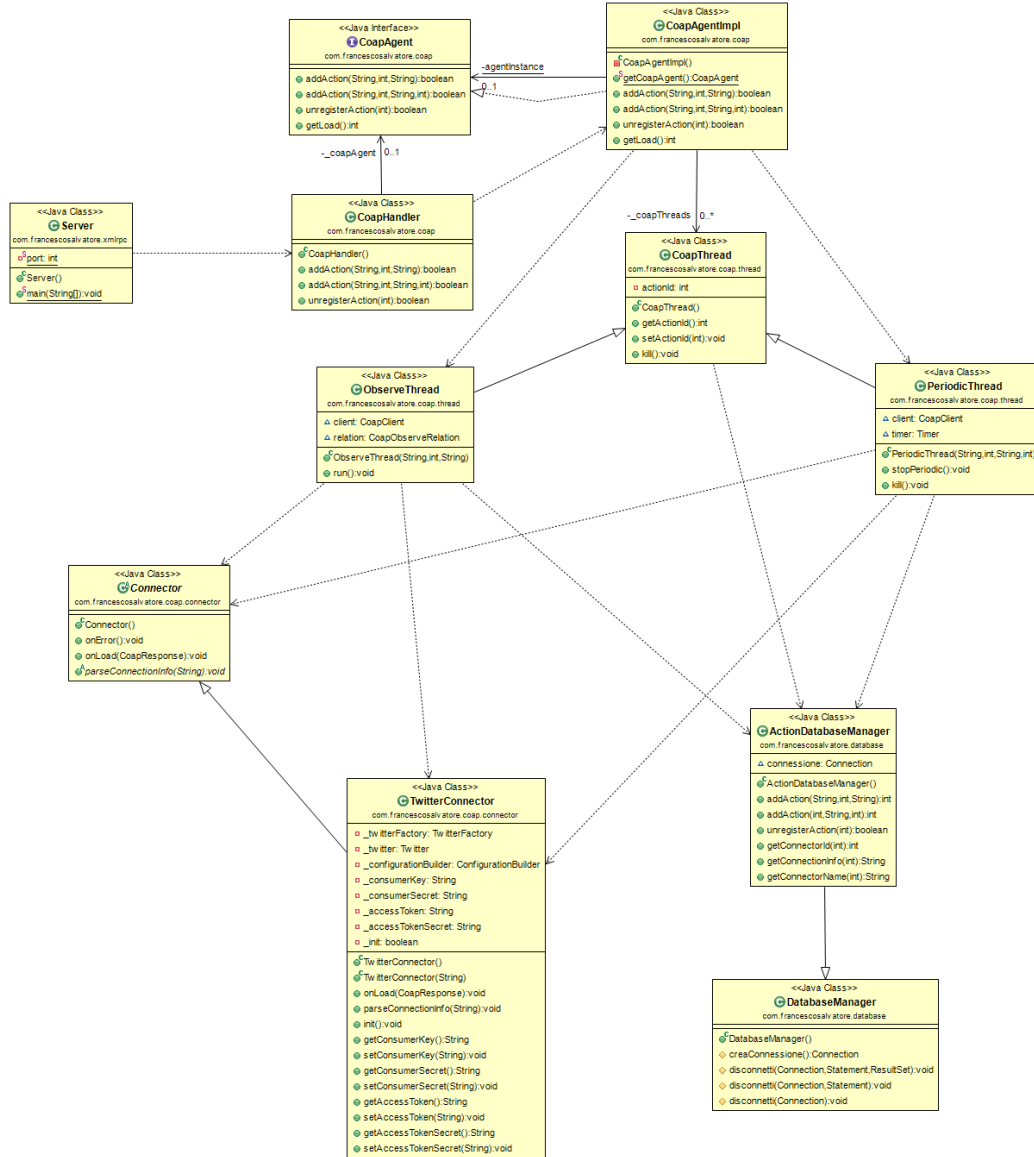 <<Java Interface>>
CoapAgent
com.francescosalvatore.coap
addAction(String,int,String):boolean
addAction(String,int,String,int):boolean
unregisterAction(int):boolean
getLoad():int
<<Java Class>>
CoapAgentImpl
com.francescosalvatore.coap
CoapAgentImpl()
getCoapAgent():CoapAgent
addAction(String,int,String):boolean
addAction(String,int,String,int):boolean
unregisterAction(int):boolean
getLoad():int
-agentInstance
0..1
-_coapAgent
0..1
<<Java Class>>
Server
com.francescosalvatore.xmlrpc
port: int
Server()
main(String[]):void
<<Java Class>>
CoapHandler
com.francescosalvatore.coap
CoapHandler()
addAction(String,int,String):boolean
addAction(String,int,String,int):boolean
unregisterAction(int):boolean
-_coapThreads
0..*
<<Java Class>>
CoapThread
com.francescosalvatore.coap.thread
actionId: int
CoapThread()
getActionId():int
setActionId(int):void
kill():void
<<Java Class>>
ObserveThread
com.francescosalvatore.coap.thread
client: CoapClient
relation: CoapObserveRelation
ObserveThread(String,int,String)
run():void
<<Java Class>>
PeriodicThread
com.francescosalvatore.coap.thread
client: CoapClient
timer: Timer
PeriodicThread(String,int,String,int)
stopPeriodic():void
kill():void
<<Java Class>>
Connector
com.francescosalvatore.coap.connector
Connector()
onError():void
onLoad(CoapResponse):void
parseConnectionInfo(String):void
<<Java Class>>
ActionDatabaseManager
com.francescosalvatore.database
connessione: Connection
ActionDatabaseManager()
addAction(String,int,String):int
addAction(int,String,int):int
unregisterAction(int):boolean
getConnectorId(int):int
getConnectionInfo(int):String
getConnectorName(int):String
<<Java Class>>
TwitterConnector
com.francescosalvatore.coap.connector
_twitterFactory: TwitterFactory
_twitter: Twitter
_configurationBuilder: ConfigurationBuilder
_consumerKey: String
_consumerSecret: String
_accessToken: String
_accessTokenSecret: String
_init: boolean
TwitterConnector()
TwitterConnector(String)
onLoad(CoapResponse):void
parseConnectionInfo(String):void
init():void
getConsumerKey():String
setConsumerKey(String):void
getConsumerSecret():String
setConsumerSecret(String):void
getAccessToken():String
setAccessToken(String):void
getAccessTokenSecret():String
setAccessTokenSecret(String):void
<<Java Class>>
DatabaseManager
com.francescosalvatore.database
DatabaseManager()
creaConnessione():Connection
disconnetti(Connection,Statement,ResultSet):void
disconnetti(Connection,Statement):void
disconnetti(Connection):void